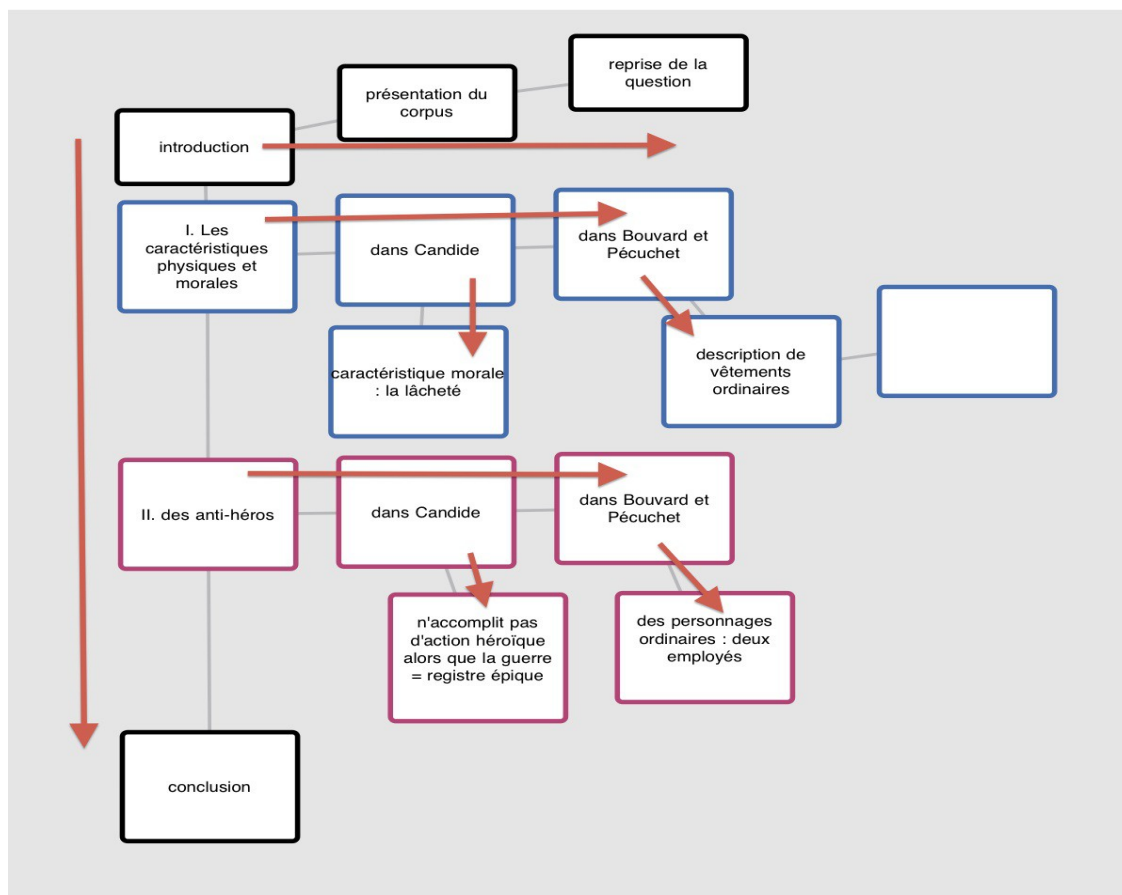 introduction
présentation du
corpus
reprise de la
question
I. Les
caractéristiques
physiques et
morales
dans Candide
dans Bouvard et
Pécuchet
caractéristique morale
: la lâcheté
description de
vêtements
ordinaires
II. des anti-héros
dans Candide
dans Bouvard et
Pécuchet
n'accomplit pas
d'action héroïque
alors que la guerre
= registre épique
des personnages
ordinaires : deux
employés
conclusion